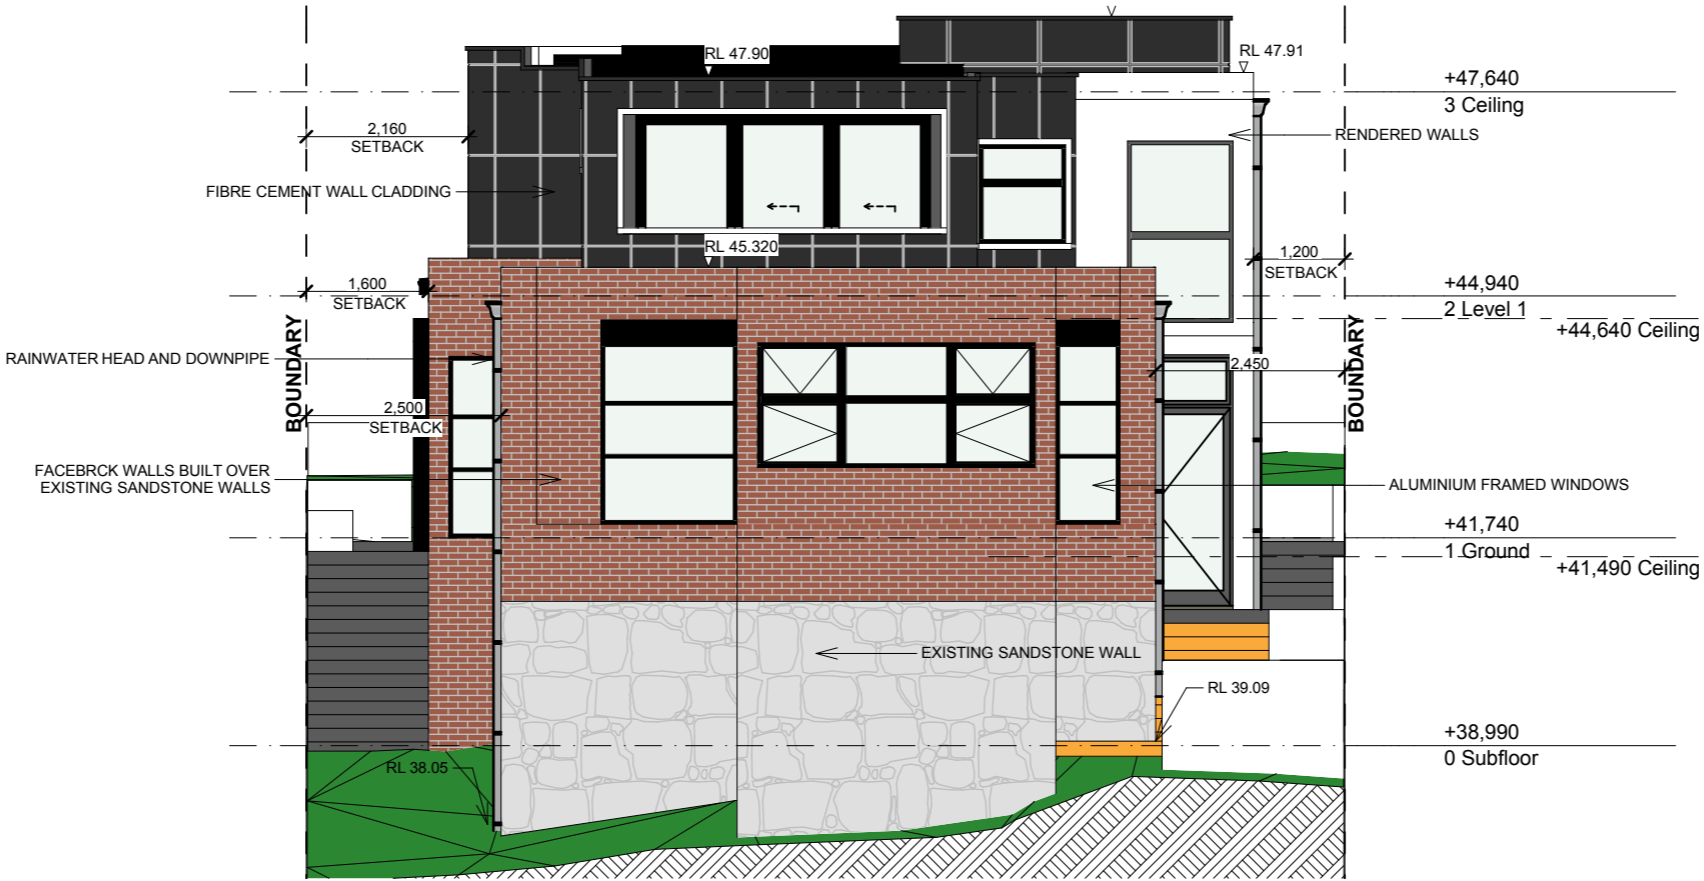 RL 47.90
RL 47.91
+47,640
3 Ceiling
2,160
SETBACK
RENDERED WALLS
FIBRE CEMENT WALL CLADDING
RL 45.320
1,200
SETBACK
1,600
SETBACK
+44,940
2 Level 1
+44,640 Ceiling
BOUNDARY
BOUNDARY
RAINWATER HEAD AND DOWNPIPE
2,450
2,500
SETBACK
FACEBRCK WALLS BUILT OVER
EXISTING SANDSTONE WALLS
ALUMINIUM FRAMED WINDOWS
+41,740
1 Ground
+41,490 Ceiling
EXISTING SANDSTONE WALL
RL 39.09
+38,990
0 Subfloor
RL 38.05